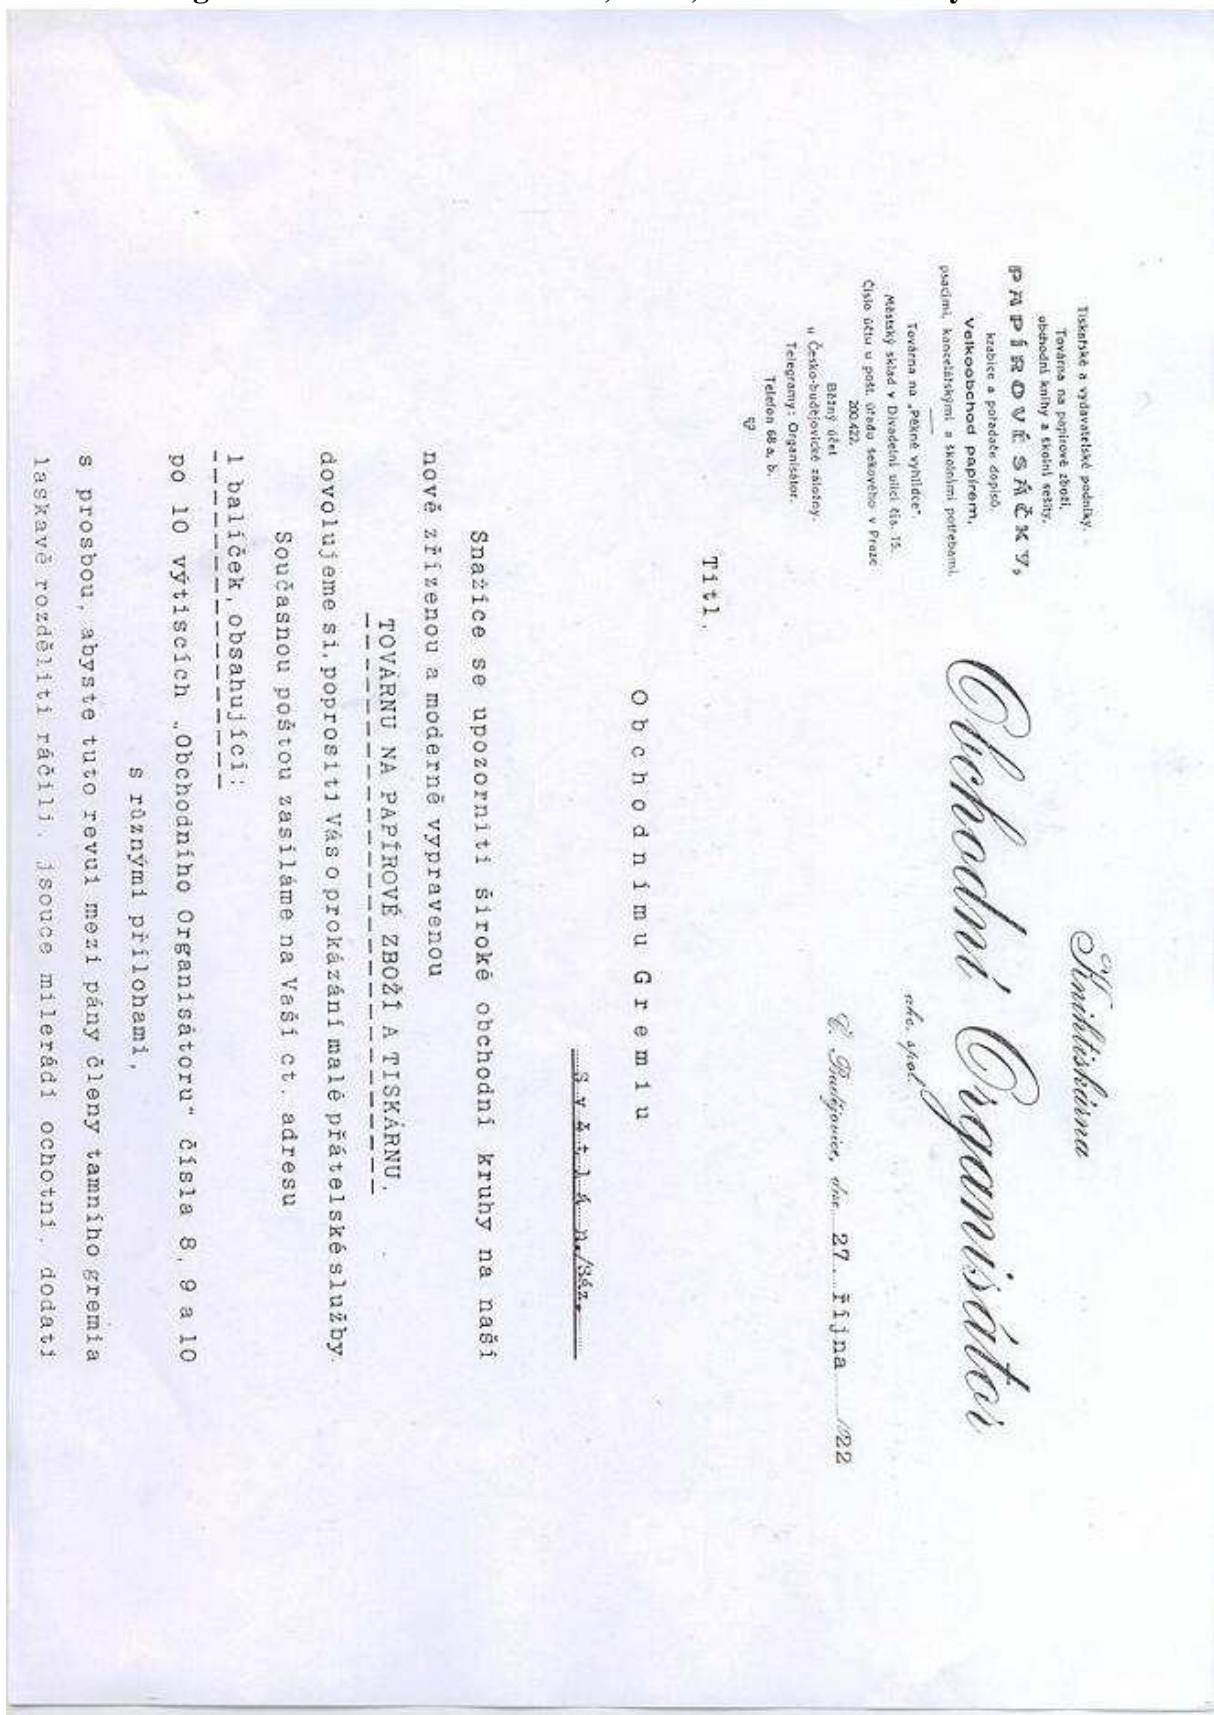 Tiskařské a vydavatelské podniky.
Továrna na papírové zboží,
obchodní knihy a školní sešity,
PAPÍROVÉ SÁČKY,
krabice a pořadače dopisů.
Velkoobchod papírem,
psacími, kancelářskými a školními potřebami.
Továrna na „Pěkné vyhlídce".
Městský sklad v Divadelní ulici čís. 15.
Číslo účtu u pošt. úřadu šekového v Praze
200.422.
Běžný účet
u Česko-budějovické záložny.
Telegramy: Organisátor.
Telefon 68 a, b.
Knihtiskárna
Obchodní Organisátor
spol.
Č. Budějovice, dne 27. října 1922
Titl.
Obchodnímu Gremiu
Světlá n./Sáz.
Snažíce se upozorniti široké obchodní kruhy na naši
nově zřízenou a moderně vypravenou
TOVÁRNU NA PAPÍROVÉ ZBOŽÍ A TISKÁRNU,
dovolujeme si, poprositi Vás o prokázání malé přátelské služby.
Současnou poštou zasíláme na Vaši ct. adresu
1 balíček, obsahující:
po 10 výtiscích „Obchodního Organisátoru" čísla 8, 9 a 10
s různými přílohami,
s prosbou, abyste tuto revui mezi pány členy tamního gremia
laskavě rozděliti ráčili, jsouce milerádi ochotni, dodati